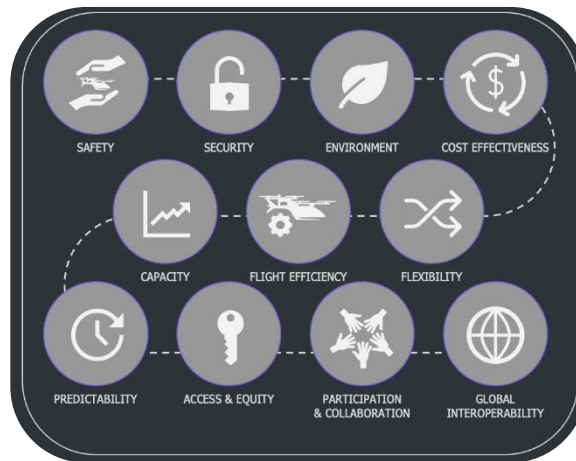 $
SAFETY
SECURITY
ENVIRONMENT
COST EFFECTIVENESS
CAPACITY
FLIGHT EFFICIENCY
FLEXIBILITY
PREDICTABILITY
ACCESS & EQUITY
PARTICIPATION
& COLLABORATION
GLOBAL
INTEROPERABILITY